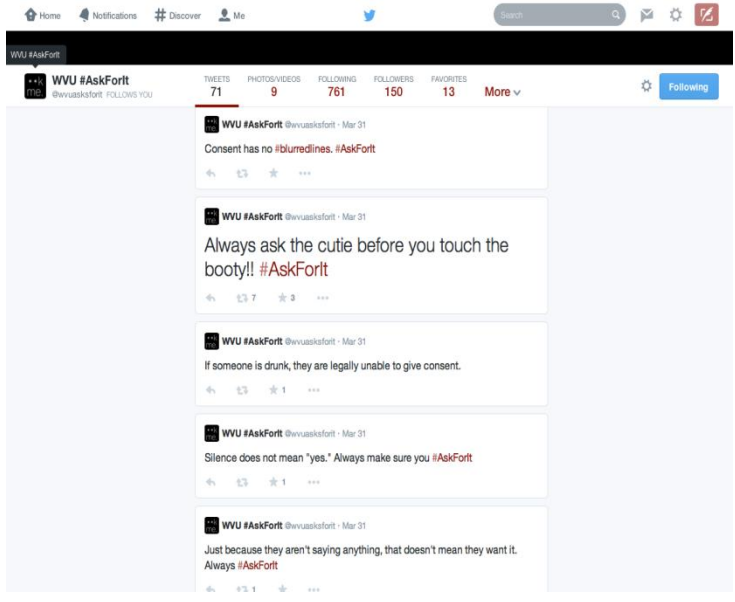 Home Notifications # Discover Me Search
WVU #AskForIt
WVU #AskForIt
@wvuasksforit FOLLOWS YOU
TWEETS PHOTOS/VIDEOS FOLLOWING FOLLOWERS FAVORITES
71 9 761 150 13 More
Following
••k
me.
WVU #AskForIt @wvuasksforit · Mar 31
Consent has no #blurredlines. #AskForIt
WVU #AskForIt @wvuasksforit · Mar 31
Always ask the cutie before you touch the
booty!! #AskForIt
7 3
WVU #AskForIt @wvuasksforit · Mar 31
If someone is drunk, they are legally unable to give consent.
1
WVU #AskForIt @wvuasksforit · Mar 31
Silence does not mean "yes." Always make sure you #AskForIt
1
WVU #AskForIt @wvuasksforit · Mar 31
Just because they aren't saying anything, that doesn't mean they want it.
Always #AskForIt
1